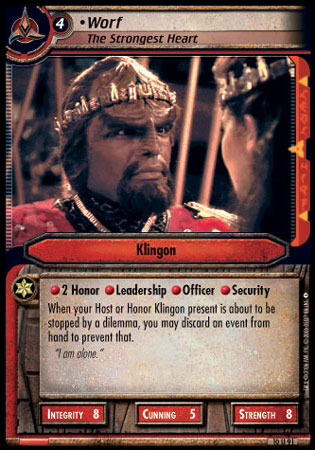 4
•Worf
The Strongest Heart
Klingon
2 Honor • Leadership • Officer • Security
When your Host or Honor Klingon present is about to be
stopped by a dilemma, you may discard an event from
hand to prevent that.
"I am alone."
Integrity 8 Cunning 5 Strength 8